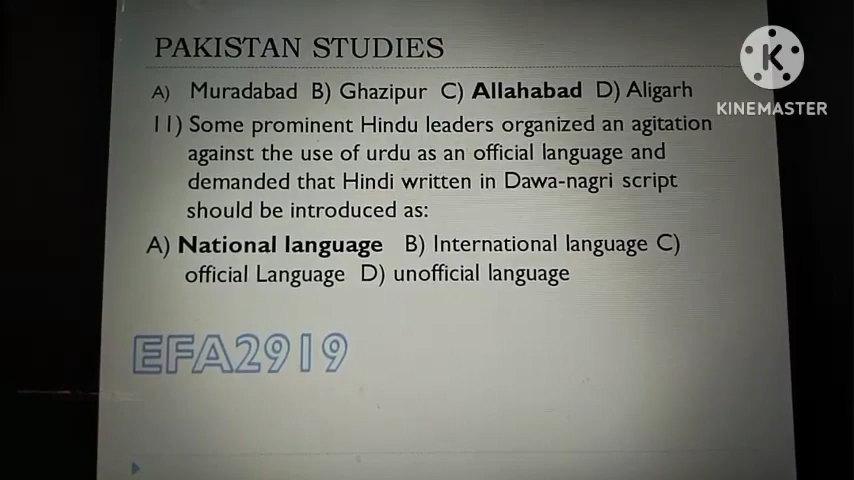 PAKISTAN STUDIES
A) Muradabad B) Ghazipur C) Allahabad D) Aligarh
11) Some prominent Hindu leaders organized an agitation
against the use of urdu as an official language and
demanded that Hindi written in Dawa-nagri script
should be introduced as:
A) National language B) International language C)
official Language D) unofficial language
EFA2919
K
KINEMASTER